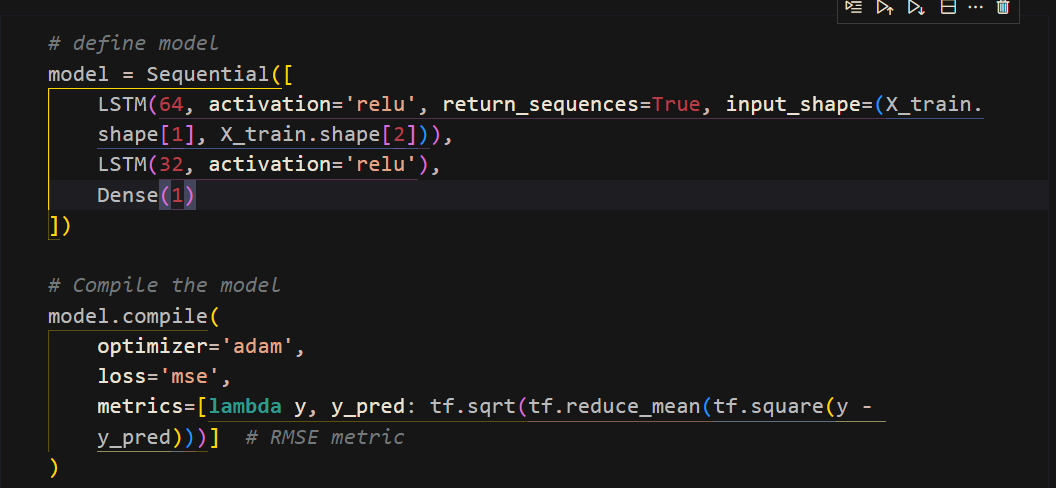 # define model
model = Sequential([
LSTM(64, activation='relu', return_sequences=True, input_shape=(X_train.
shape[1], X_train.shape[2])),
LSTM(32, activation='relu'),
Dense(1)
])
# Compile the model
model.compile(
optimizer='adam',
loss='mse',
metrics=[lambda y, y_pred: tf.sqrt(tf.reduce_mean(tf.square(y -
y_pred)))]  # RMSE metric
)